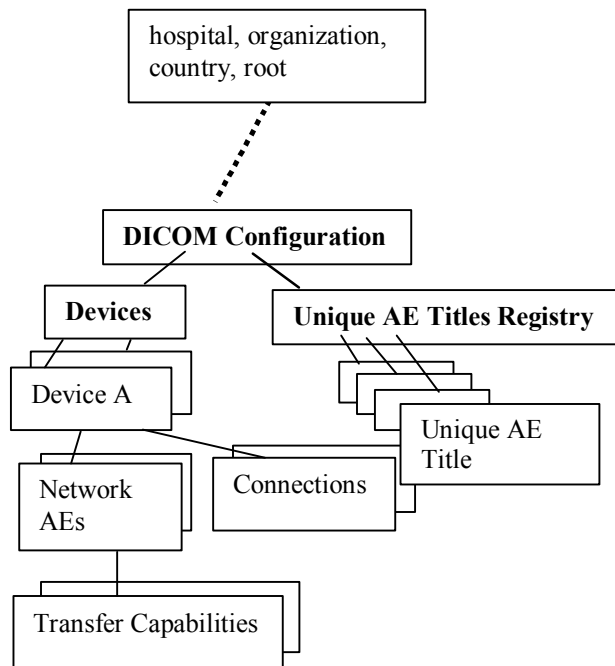 hospital, organization,
country, root
DICOM Configuration
Devices
Unique AE Titles Registry
Device A
Unique AE
Title
Network
AEs
Connections
Transfer Capabilities